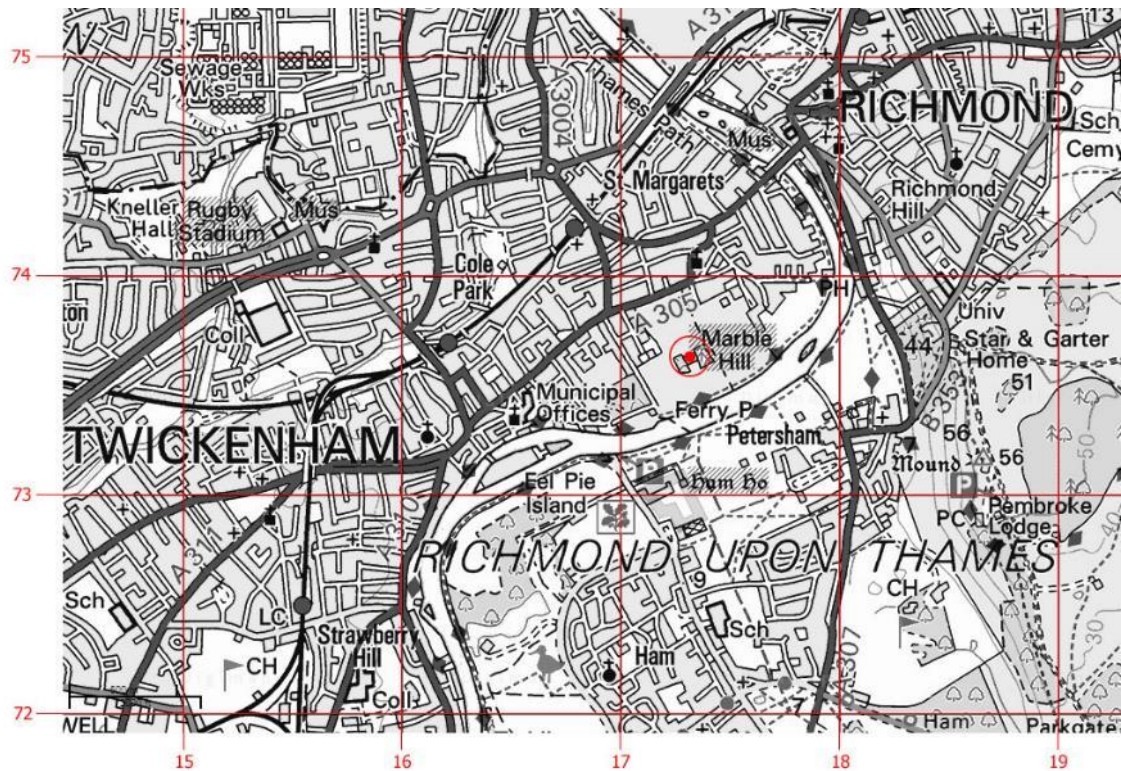 75
Sewage
Wks
A3004
Thames Path
A 31
13
RICHMOND
Sch
Cemy
Mus
St. Margarets
Richmond
Hill
Kneller
Hall
Rugby
Stadium
Mus
74
Cole
Park
ton
Coll
A 305
Marble
Hill
PH
Univ
Star & Garter
Home
44
51
B353
Municipal
Offices
Ferry P
Petersham
TWICKENHAM
56
Mound
56
73
Eel Pie
Island
P
Ham Ho
P
PC
Pembroke
Lodge
40
50
A311
RICHMOND UPON THAMES
9
CH
Sch
LC
Strawberry
Hill
CH
Sch
A307
30
Ham
Coll
7
72
WELL
Ham
Parkgate
15
16
17
18
19